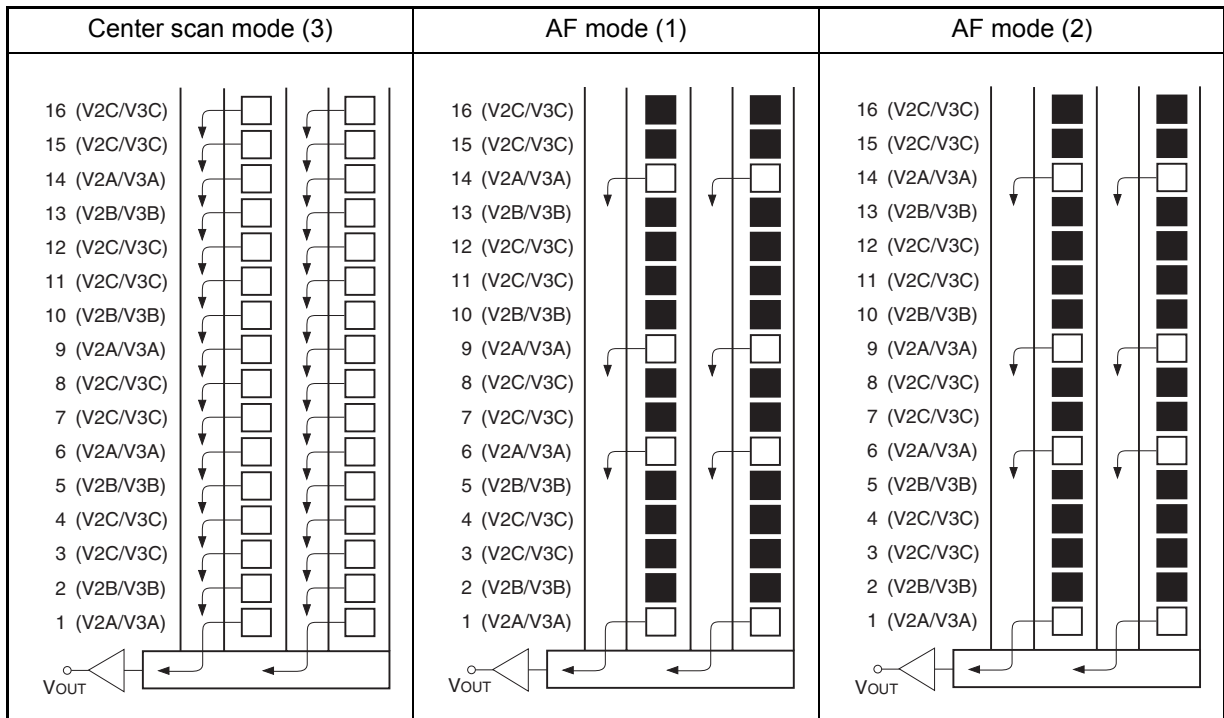 Center scan mode (3)
AF mode (1)
AF mode (2)
16 (V2C/V3C)
15 (V2C/V3C)
14 (V2A/V3A)
13 (V2B/V3B)
12 (V2C/V3C)
11 (V2C/V3C)
10 (V2B/V3B)
9 (V2A/V3A)
8 (V2C/V3C)
7 (V2C/V3C)
6 (V2A/V3A)
5 (V2B/V3B)
4 (V2C/V3C)
3 (V2C/V3C)
2 (V2B/V3B)
1 (V2A/V3A)
VOUT
16 (V2C/V3C)
15 (V2C/V3C)
14 (V2A/V3A)
13 (V2B/V3B)
12 (V2C/V3C)
11 (V2C/V3C)
10 (V2B/V3B)
9 (V2A/V3A)
8 (V2C/V3C)
7 (V2C/V3C)
6 (V2A/V3A)
5 (V2B/V3B)
4 (V2C/V3C)
3 (V2C/V3C)
2 (V2B/V3B)
1 (V2A/V3A)
VOUT
16 (V2C/V3C)
15 (V2C/V3C)
14 (V2A/V3A)
13 (V2B/V3B)
12 (V2C/V3C)
11 (V2C/V3C)
10 (V2B/V3B)
9 (V2A/V3A)
8 (V2C/V3C)
7 (V2C/V3C)
6 (V2A/V3A)
5 (V2B/V3B)
4 (V2C/V3C)
3 (V2C/V3C)
2 (V2B/V3B)
1 (V2A/V3A)
VOUT